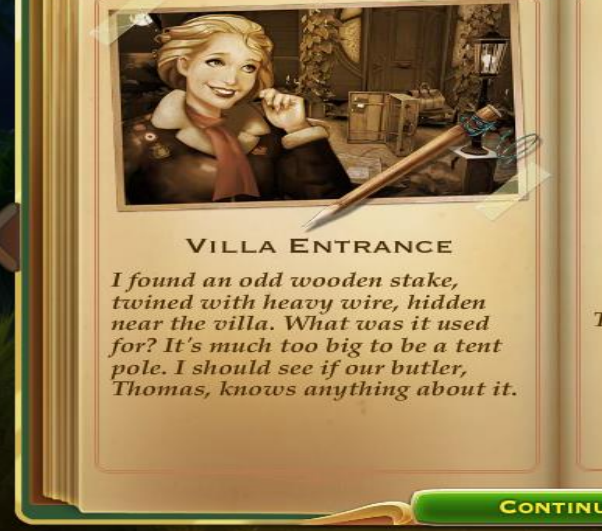 VILLA ENTRANCE
I found an odd wooden stake,
twined with heavy wire, hidden
near the villa. What was it used
for? It's much too big to be a tent
pole. I should see if our butler,
Thomas, knows anything about it.
T
CONTINU